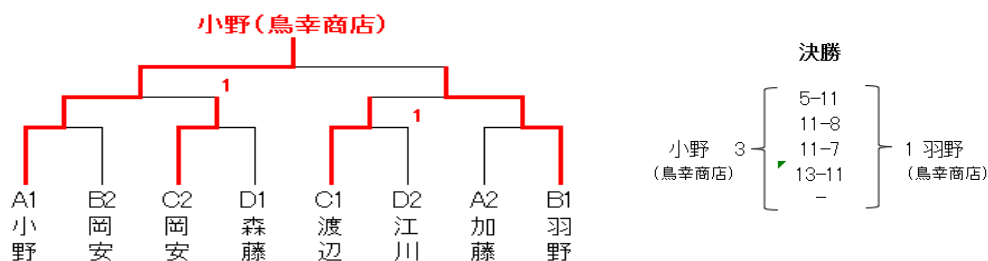 小野(鳥幸商店)
1
1
A1 B2 C2 D1 C1 D2 A2 B1
小野 岡安 岡安 森藤 渡辺 江川 加藤 羽野
決勝
5-11
11-8
小野 3 11-7 1 羽野
(鳥幸商店) 13-11 (鳥幸商店)
-